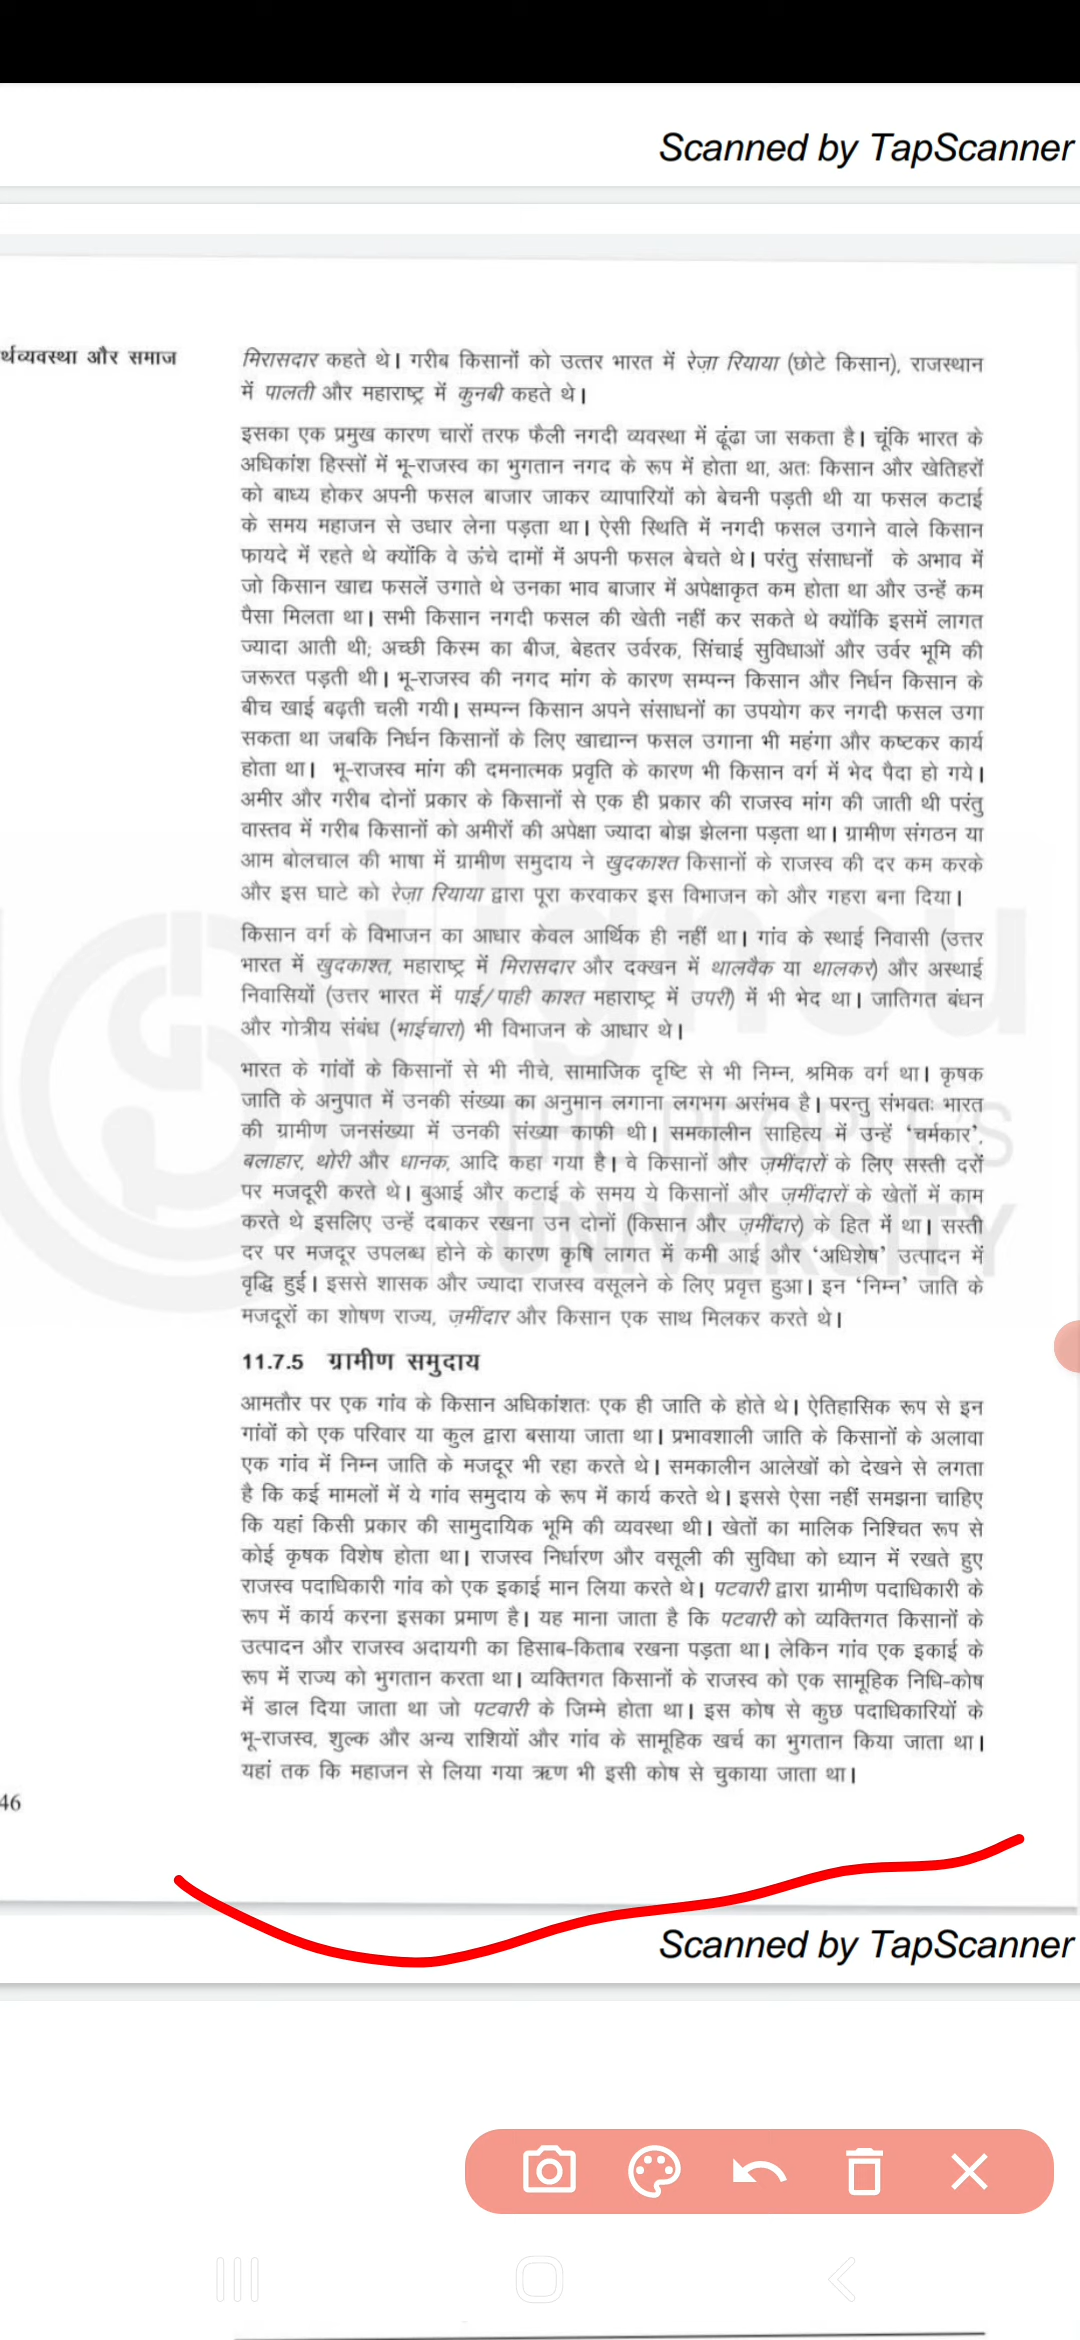 Scanned by TapScanner
र्थव्यवस्था और समाज
मिरासदार कहते थे। गरीब किसानों को उत्तर भारत में रेज़ा रियाया (छोटे किसान), राजस्थान
में पालती और महाराष्ट्र में कुनबी कहते थे।
इसका एक प्रमुख कारण चारों तरफ फैली नगदी व्यवस्था में ढूंढा जा सकता है। चूंकि भारत के
अधिकांश हिस्सों में भू-राजस्व का भुगतान नगद के रूप में होता था, अतः किसान और खेतिहरों
को बाध्य होकर अपनी फसल बाजार जाकर व्यापारियों को बेचनी पड़ती थी या फसल कटाई
के समय महाजन से उधार लेना पड़ता था। ऐसी स्थिति में नगदी फसल उगाने वाले किसान
फायदे में रहते थे क्योंकि वे ऊंचे दामों में अपनी फसल बेचते थे। परंतु संसाधनों के अभाव में
जो किसान खाद्य फसलें उगाते थे उनका भाव बाजार में अपेक्षाकृत कम होता था और उन्हें कम
पैसा मिलता था। सभी किसान नगदी फसल की खेती नहीं कर सकते थे क्योंकि इसमें लागत
ज्यादा आती थी; अच्छी किस्म का बीज, बेहतर उर्वरक, सिंचाई सुविधाओं और उर्वर भूमि की
जरूरत पड़ती थी। भू-राजस्व की नगद मांग के कारण सम्पन्न किसान और निर्धन किसान के
बीच खाई बढ़ती चली गयी। सम्पन्न किसान अपने संसाधनों का उपयोग कर नगदी फसल उगा
सकता था जबकि निर्धन किसानों के लिए खाद्यान्न फसल उगाना भी महंगा और कष्टकर कार्य
होता था। भू-राजस्व मांग की दमनात्मक प्रवृति के कारण भी किसान वर्ग में भेद पैदा हो गये।
अमीर और गरीब दोनों प्रकार के किसानों से एक ही प्रकार की राजस्व मांग की जाती थी परंतु
वास्तव में गरीब किसानों को अमीरों की अपेक्षा ज्यादा बोझ झेलना पड़ता था। ग्रामीण संगठन या
आम बोलचाल की भाषा में ग्रामीण समुदाय ने खुदकाश्त किसानों के राजस्व की दर कम करके
और इस घाटे को रेज़ा रियाया द्वारा पूरा करवाकर इस विभाजन को और गहरा बना दिया।
किसान वर्ग के विभाजन का आधार केवल आर्थिक ही नहीं था। गांव के स्थाई निवासी (उत्तर
भारत में खुदकाश्त, महाराष्ट्र में मिरासदार और दक्खन में थालवैक या थालकर) और अस्थाई
निवासियों (उत्तर भारत में पाई/पाही काश्त महाराष्ट्र में उपरी) में भी भेद था। जातिगत बंधन
और गोत्रीय संबंध (भाईचारा) भी विभाजन के आधार थे।
भारत के गांवों के किसानों से भी नीचे, सामाजिक दृष्टि से भी निम्न, श्रमिक वर्ग था। कृषक
जाति के अनुपात में उनकी संख्या का अनुमान लगाना लगभग असंभव है। परन्तु संभवतः भारत
की ग्रामीण जनसंख्या में उनकी संख्या काफी थी। समकालीन साहित्य में उन्हें ‘चर्मकार’,
बलाहार, थोरी और धानक, आदि कहा गया है। वे किसानों और ज़मींदारों के लिए सस्ती दरों
पर मजदूरी करते थे। बुआई और कटाई के समय ये किसानों और ज़मींदारों के खेतों में काम
करते थे इसलिए उन्हें दबाकर रखना उन दोनों (किसान और ज़मींदार) के हित में था। सस्ती
दर पर मजदूर उपलब्ध होने के कारण कृषि लागत में कमी आई और ‘अधिशेष’ उत्पादन में
वृद्धि हुई। इससे शासक और ज्यादा राजस्व वसूलने के लिए प्रवृत्त हुआ। इन ‘निम्न’ जाति के
मजदूरों का शोषण राज्य, ज़मींदार और किसान एक साथ मिलकर करते थे।
11.7.5 ग्रामीण समुदाय
आमतौर पर एक गांव के किसान अधिकांशतः एक ही जाति के होते थे। ऐतिहासिक रूप से इन
गांवों को एक परिवार या कुल द्वारा बसाया जाता था। प्रभावशाली जाति के किसानों के अलावा
एक गांव में निम्न जाति के मजदूर भी रहा करते थे। समकालीन आलेखों को देखने से लगता
है कि कई मामलों में ये गांव समुदाय के रूप में कार्य करते थे। इससे ऐसा नहीं समझना चाहिए
कि यहां किसी प्रकार की सामुदायिक भूमि की व्यवस्था थी। खेतों का मालिक निश्चित रूप से
कोई कृषक विशेष होता था। राजस्व निर्धारण और वसूली की सुविधा को ध्यान में रखते हुए
राजस्व पदाधिकारी गांव को एक इकाई मान लिया करते थे। पटवारी द्वारा ग्रामीण पदाधिकारी के
रूप में कार्य करना इसका प्रमाण है। यह माना जाता है कि पटवारी को व्यक्तिगत किसानों के
उत्पादन और राजस्व अदायगी का हिसाब-किताब रखना पड़ता था। लेकिन गांव एक इकाई के
रूप में राज्य को भुगतान करता था। व्यक्तिगत किसानों के राजस्व को एक सामूहिक निधि-कोष
में डाल दिया जाता था जो पटवारी के जिम्मे होता था। इस कोष से कुछ पदाधिकारियों के
भू-राजस्व, शुल्क और अन्य राशियों और गांव के सामूहिक खर्च का भुगतान किया जाता था।
यहां तक कि महाजन से लिया गया ऋण भी इसी कोष से चुकाया जाता था।
46
ignou
THE PEOPLE'S
UNIVERSITY
Scanned by TapScanner